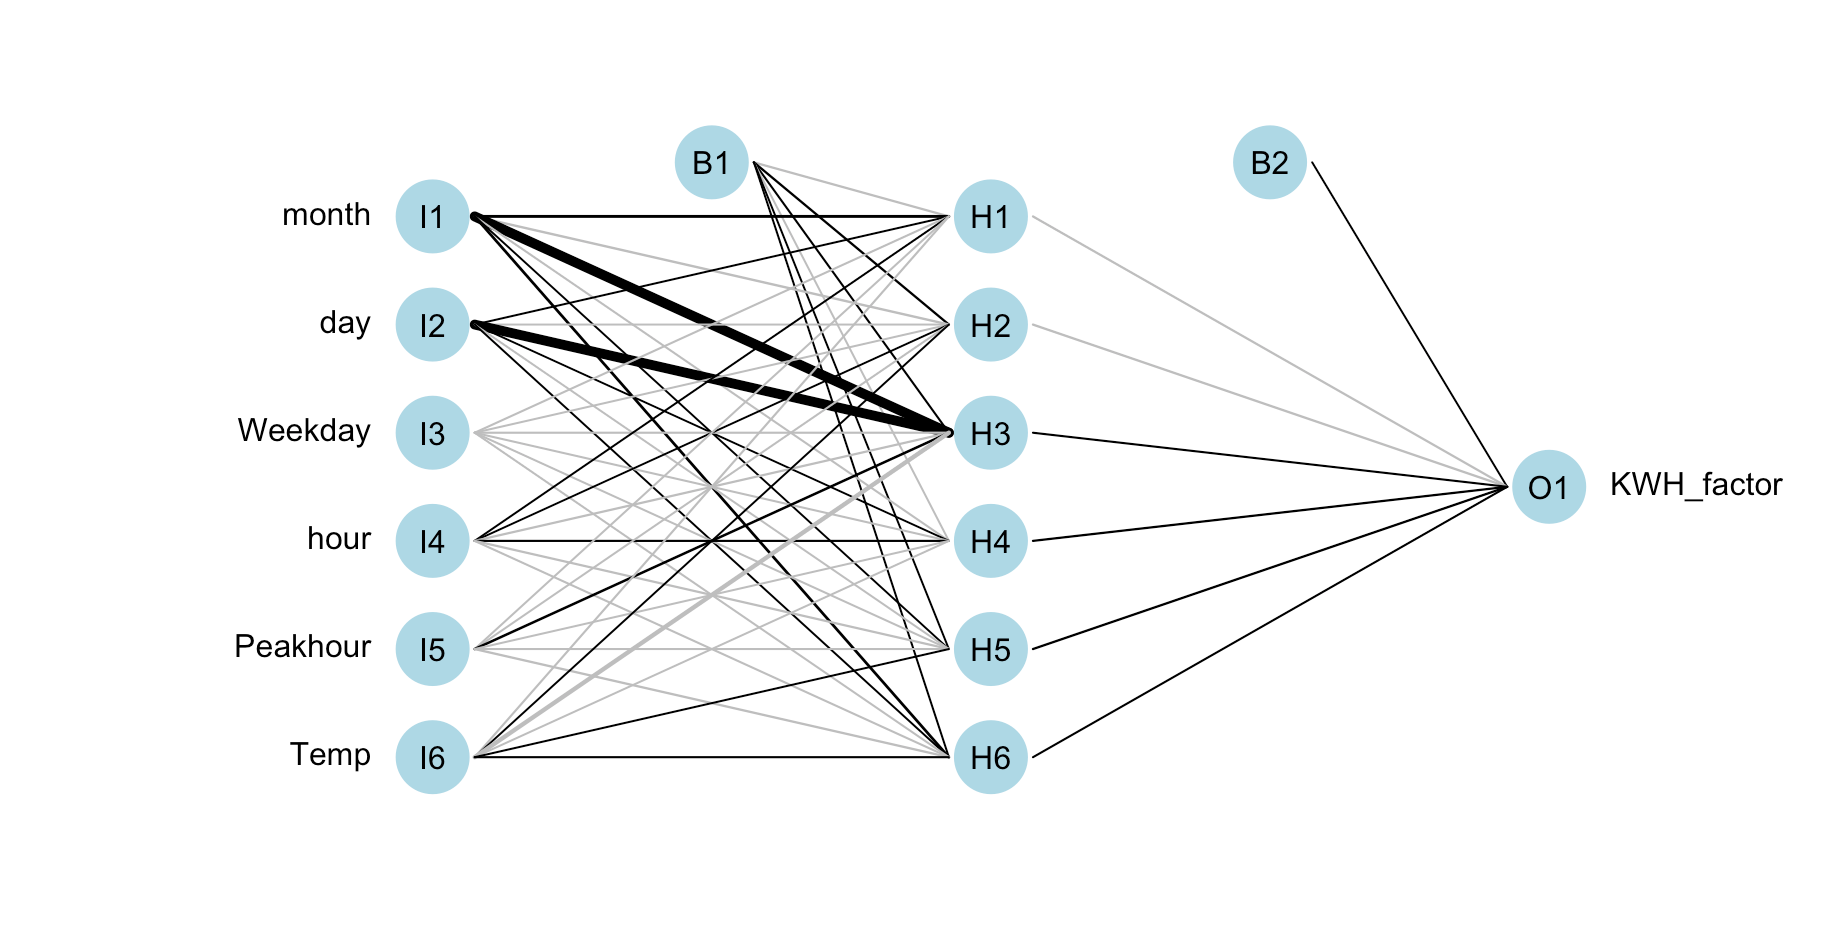 B1
B2
month I1 H1
day I2 H2
Weekday I3 H3
O1 KWH_factor
hour I4 H4
Peakhour I5 H5
Temp I6 H6